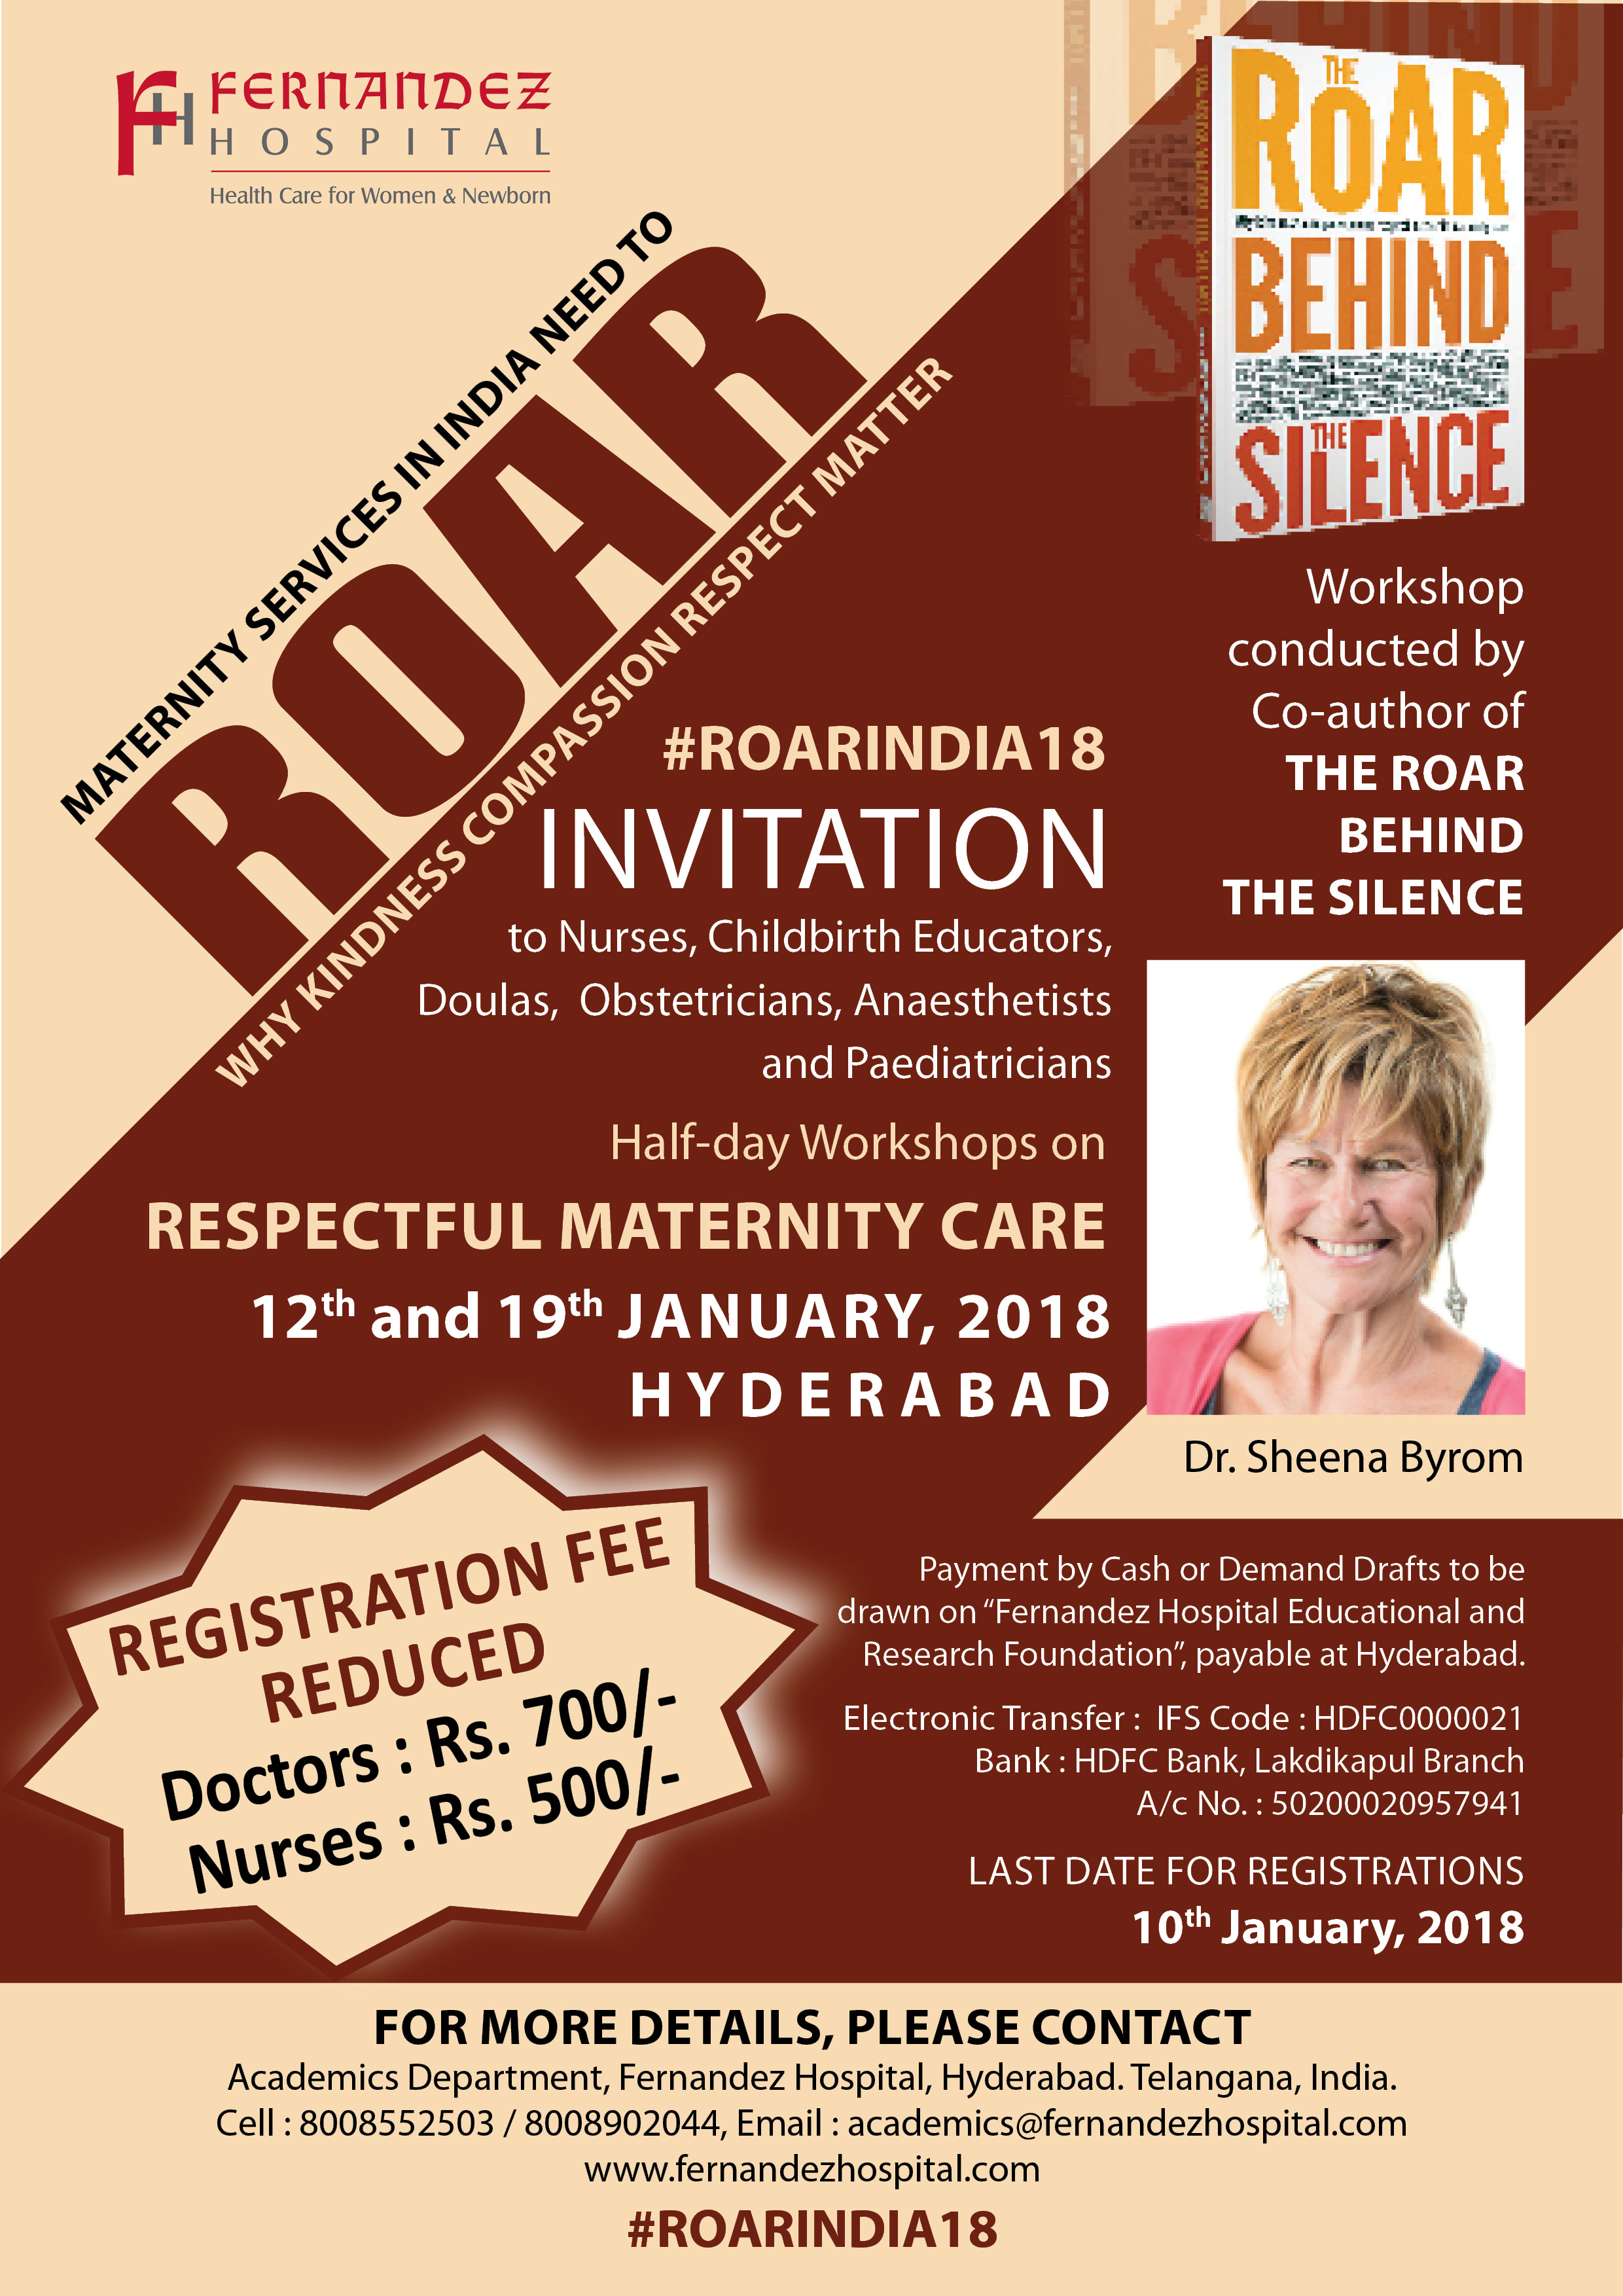 FERNANDEZ
HOSPITAL
Health Care for Women & Newborn
THE
ROAR
BEHIND
THE
SILENCE
MATERNITY SERVICES IN INDIA NEED TO
ROAR
WHY KINDNESS COMPASSION RESPECT MATTER
Workshop
conducted by
Co-author of
THE ROAR
BEHIND
THE SILENCE
#ROARINDIA18
INVITATION
to Nurses, Childbirth Educators,
Doulas, Obstetricians, Anaesthetists
and Paediatricians
Half-day Workshops on
RESPECTFUL MATERNITY CARE
12th and 19th JANUARY, 2018
HYDERABAD
Dr. Sheena Byrom
REGISTRATION FEE
REDUCED
Doctors : Rs. 700/-
Nurses : Rs. 500/-
Payment by Cash or Demand Drafts to be
drawn on “Fernandez Hospital Educational and
Research Foundation”, payable at Hyderabad.
Electronic Transfer : IFS Code : HDFC0000021
Bank : HDFC Bank, Lakdikapul Branch
A/c No. : 50200020957941
LAST DATE FOR REGISTRATIONS
10th January, 2018
FOR MORE DETAILS, PLEASE CONTACT
Academics Department, Fernandez Hospital, Hyderabad. Telangana, India.
Cell : 8008552503 / 8008902044, Email : academics@fernandezhospital.com
www.fernandezhospital.com
#ROARINDIA18